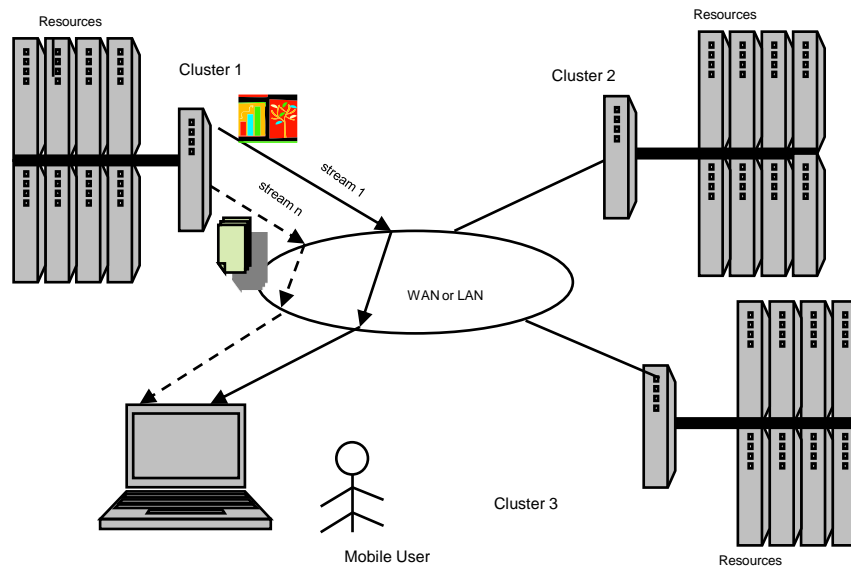 Resources
Resources
Cluster 1
Cluster 2
stream 1
stream n
WAN or LAN
Cluster 3
Mobile User
Resources